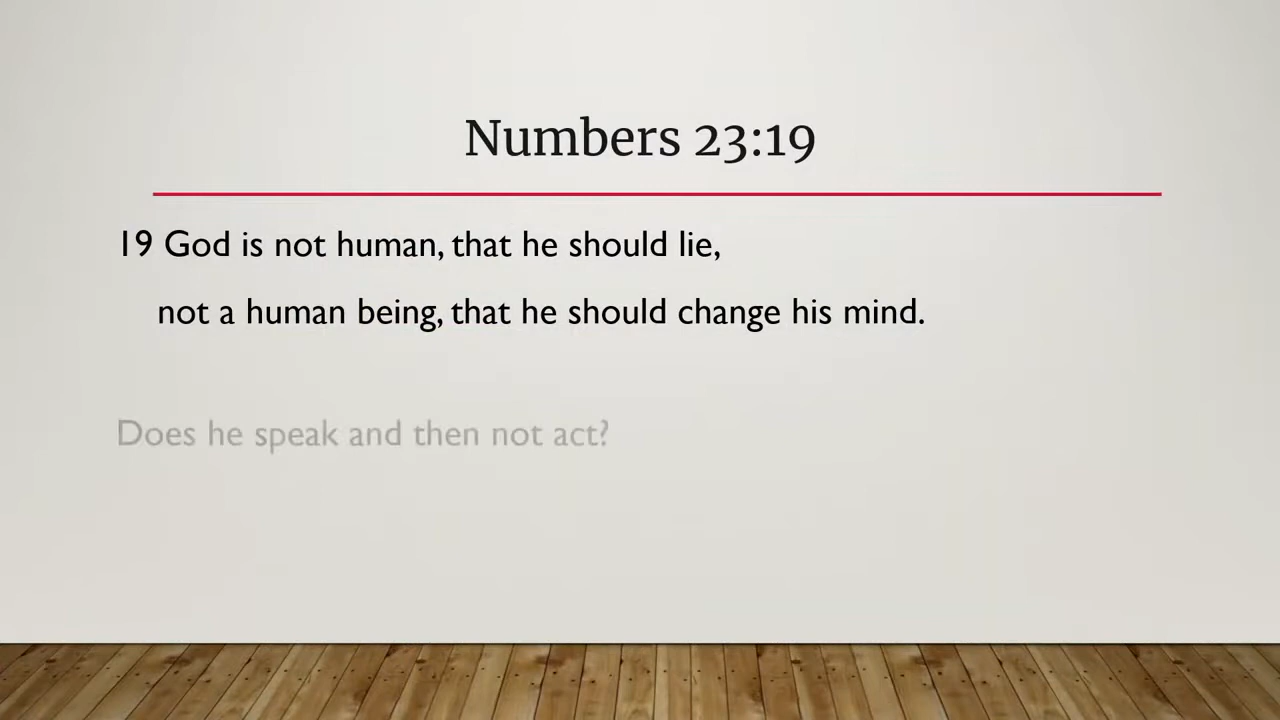 Numbers 23:19
19 God is not human, that he should lie,
not a human being, that he should change his mind.
Does he speak and then not act?